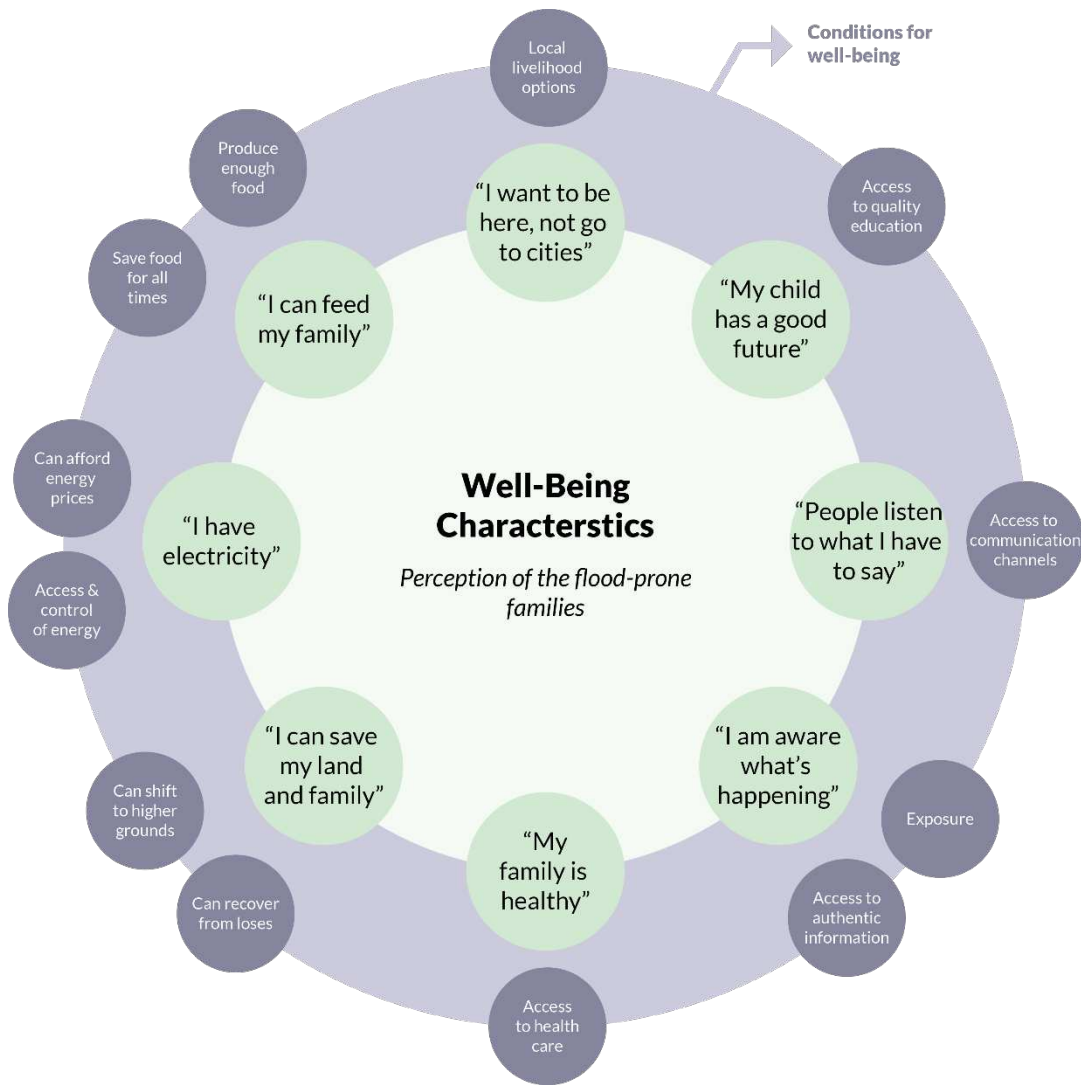 Conditions for
well-being
Local
livelihood
options
Produce
enough
food
Access
to quality
education
“I want to be
here, not go
to cities”
Save food
for all
times
“I can feed
my family”
“My child
has a good
future”
Can afford
energy
prices
“I have
electricity”
Well-Being
Characterstics
Perception of the flood-prone
families
“People listen
to what I have
to say”
Access to
communication
channels
Access &
control
of energy
“I can save
my land
and family”
“I am aware
what’s
happening”
Can shift
to higher
grounds
“My
family is
healthy”
Exposure
Can recover
from loses
Access to
authentic
information
Access
to health
care